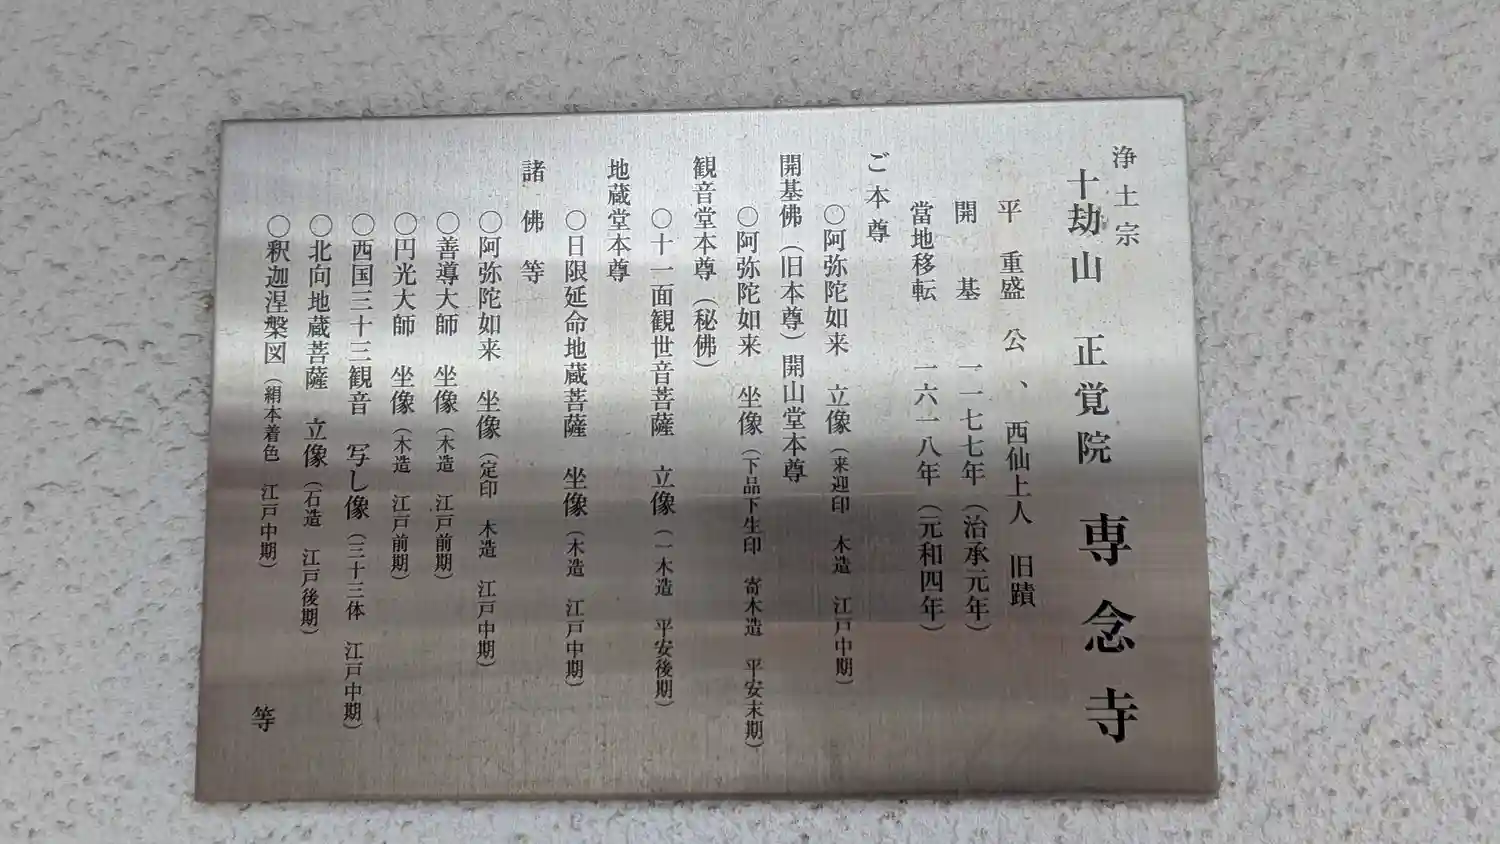 浄土宗
十劫山　正覚院　専念寺
平　重盛　公　、　西仙上人　旧蹟
開　　基　　一一七七年（治承元年）
當地移転　　一六一八年（元和四年）
ご本尊
○阿弥陀如来　立像（来迎印　木造　江戸中期）
開基佛（旧本尊）開山堂本尊
○阿弥陀如来　坐像（下品下生印　寄木造　平安末期）
観音堂本尊（秘佛）
○十一面観世音菩薩　立像（一木造　平安後期）
地蔵堂本尊
○日限延命地蔵菩薩　坐像（木造　江戸中期）
諸　佛　等
○阿弥陀如来　坐像（定印　木造　江戸中期）
○善導大師　坐像（木造　江戸前期）
○円光大師　坐像（木造　江戸前期）
○西国三十三観音　写し像（三十三体　江戸中期）
○北向地蔵菩薩　立像（石造　江戸後期）
○釈迦涅槃図（絹本着色　江戸中期）　等